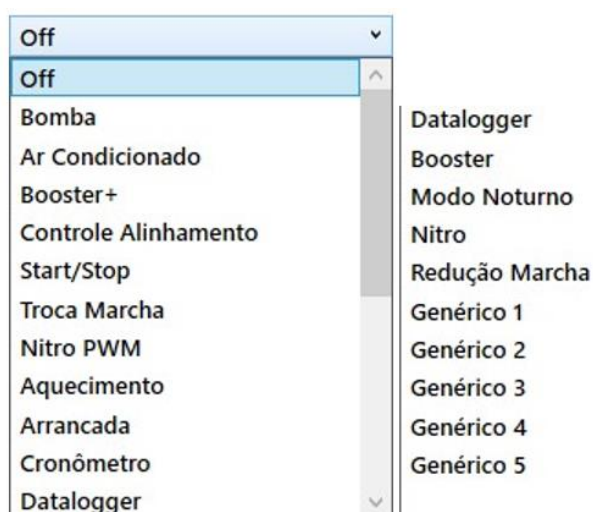 Off
Off
Bomba
Ar Condicionado
Booster+
Controle Alinhamento
Start/Stop
Troca Marcha
Nitro PWM
Aquecimento
Arrancada
Cronômetro
Datalogger
Datalogger
Booster
Modo Noturno
Nitro
Redução Marcha
Genérico 1
Genérico 2
Genérico 3
Genérico 4
Genérico 5